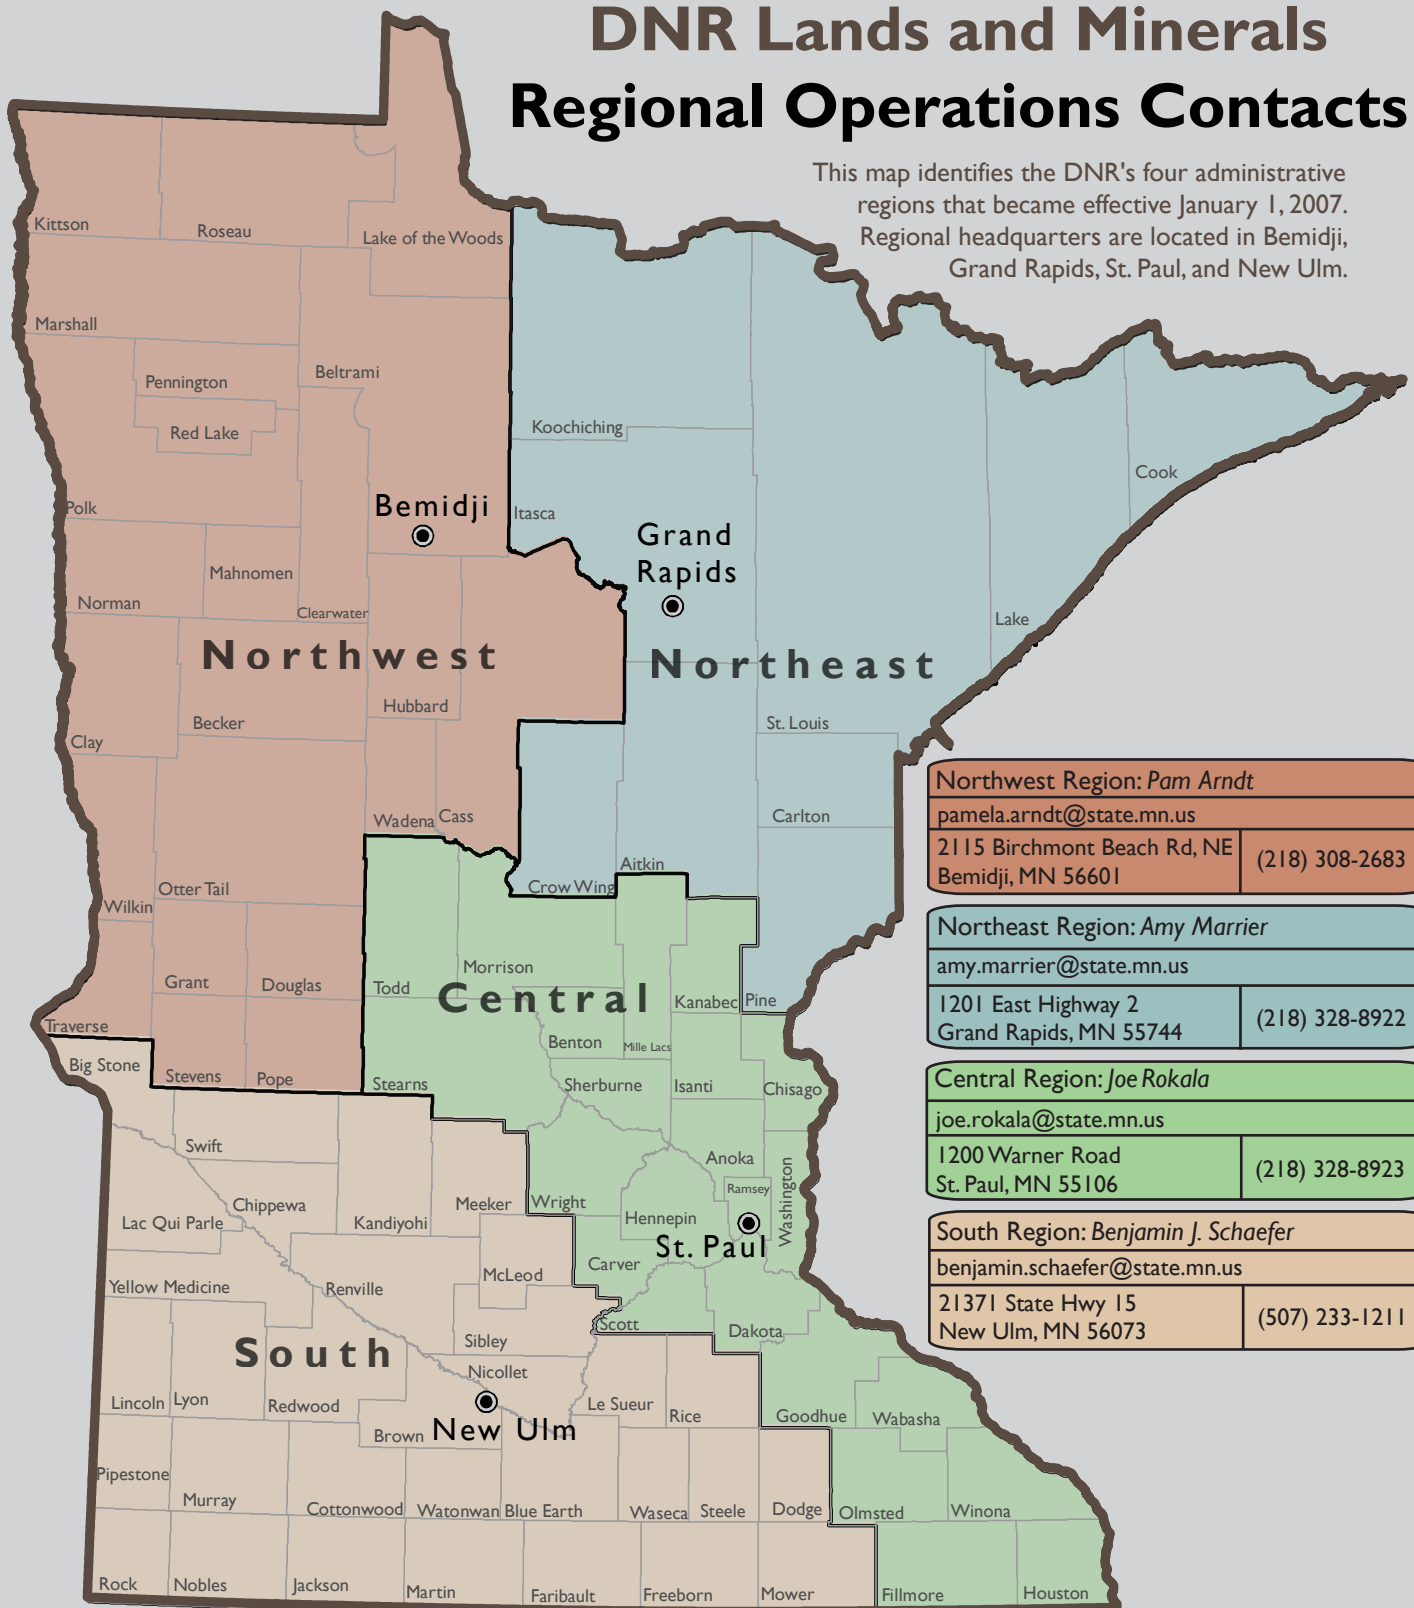 DNR Lands and Minerals
Regional Operations Contacts
This map identifies the DNR's four administrative
regions that became effective January 1, 2007.
Regional headquarters are located in Bemidji,
Grand Rapids, St. Paul, and New Ulm.
Kittson
Roseau
Lake of the Woods
Marshall
Beltrami
Pennington
Red Lake
Koochiching
Cook
Polk
Bemidji
Itasca
Grand
Rapids
Mahnomen
Norman
Clearwater
Lake
Northwest
Northeast
Hubbard
Becker
St. Louis
Clay
Wadena
Cass
Carlton
Aitkin
Crow Wing
Otter Tail
Wilkin
Morrison
Grant
Douglas
Todd
Central
Kanabec
Pine
Traverse
Benton
Mille Lacs
Big Stone
Stevens
Pope
Stearns
Sherburne
Isanti
Chisago
Swift
Anoka
Washington
Ramsey
Chippewa
Meeker
Wright
Lac Qui Parle
Kandiyohi
Hennepin
St. Paul
Carver
McLeod
Yellow Medicine
Renville
Scott
Dakota
Sibley
South
Nicollet
Lincoln
Lyon
Redwood
Le Sueur
Rice
Goodhue
Wabasha
Brown
New Ulm
Pipestone
Murray
Cottonwood
Watonwan
Blue Earth
Waseca
Steele
Dodge
Olmsted
Winona
Rock
Nobles
Jackson
Martin
Faribault
Freeborn
Mower
Fillmore
Houston
Northwest Region: Pam Arndt
pamela.arndt@state.mn.us
2115 Birchmont Beach Rd, NE
Bemidji, MN 56601
(218) 308-2683
Northeast Region: Amy Marrier
amy.marrier@state.mn.us
1201 East Highway 2
Grand Rapids, MN 55744
(218) 328-8922
Central Region: Joe Rokala
joe.rokala@state.mn.us
1200 Warner Road
St. Paul, MN 55106
(218) 328-8923
South Region: Benjamin J. Schaefer
benjamin.schaefer@state.mn.us
21371 State Hwy 15
New Ulm, MN 56073
(507) 233-1211